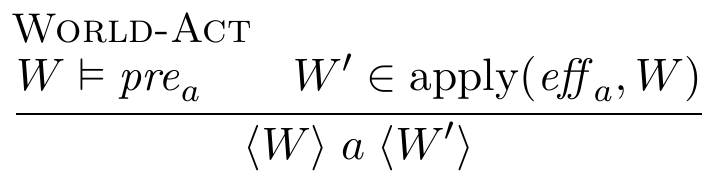 WORLD-ACT
W ⊨ pre_a W′ ∈ apply(eff_a, W)
⟨W⟩ a ⟨W′⟩